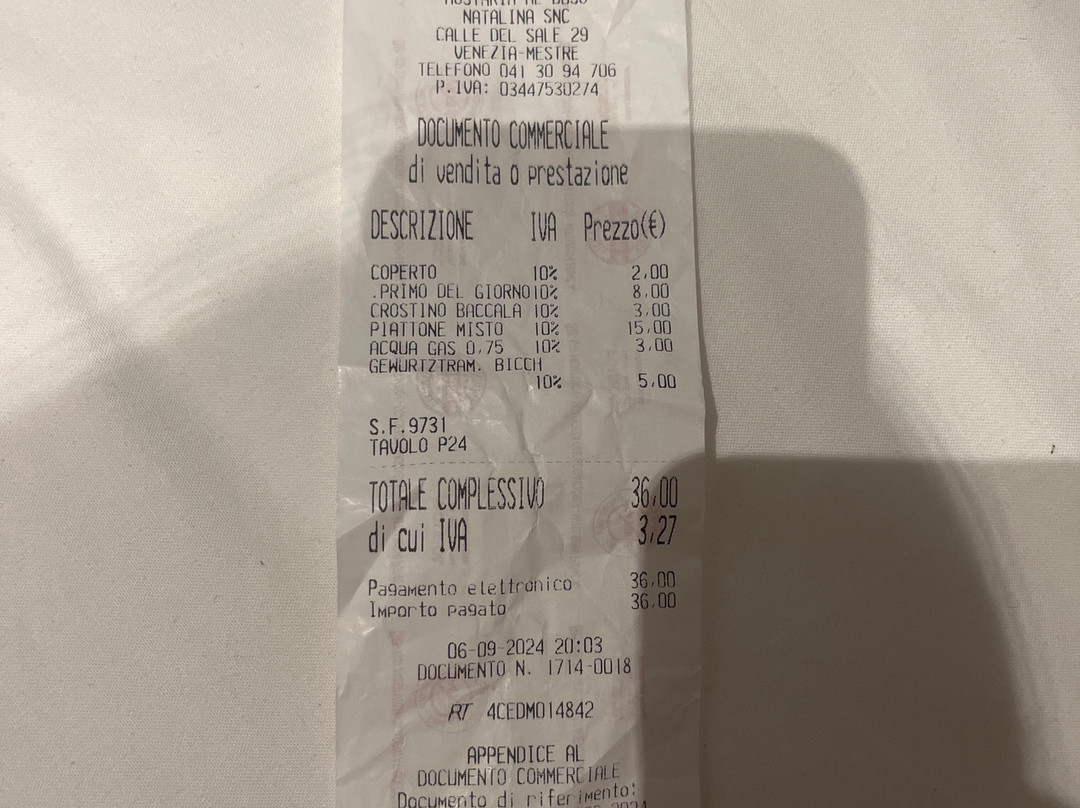 NATALINA SNC
CALLE DEL SALE 29
VENEZIA-MESTRE
TELEFONO 041 30 94 706
P.IVA: 03447530274
DOCUMENTO COMMERCIALE
di vendita o prestazione
DESCRIZIONE IVA Prezzo(€)
COPERTO 10% 2,00
.PRIMO DEL GIORNO10% 8,00
CROSTINO BACCALA 10% 3,00
PIATTONE MISTO 10% 15,00
ACQUA GAS 0,75 10% 3,00
GEWURTZTRAM. BICCH
10% 5,00
S.F.9731
TAVOLO P24
TOTALE COMPLESSIVO 36,00
di cui IVA 3,27
Pagamento elettronico 36,00
Importo pagato 36,00
06-09-2024 20:03
DOCUMENTO N. 1714-0018
RT 4CEDM014842
APPENDICE AL
DOCUMENTO COMMERCIALE
Documento di riferimento: